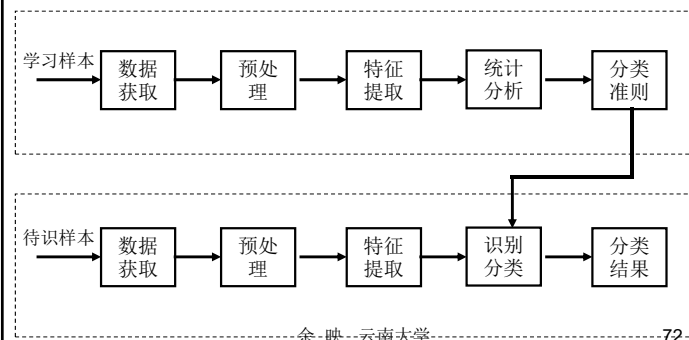 学习样本
数据
获取
预处
理
特征
提取
统计
分析
分类
准则
待识样本
数据
获取
预处
理
特征
提取
识别
分类
分类
结果
余 映 云南大学
72